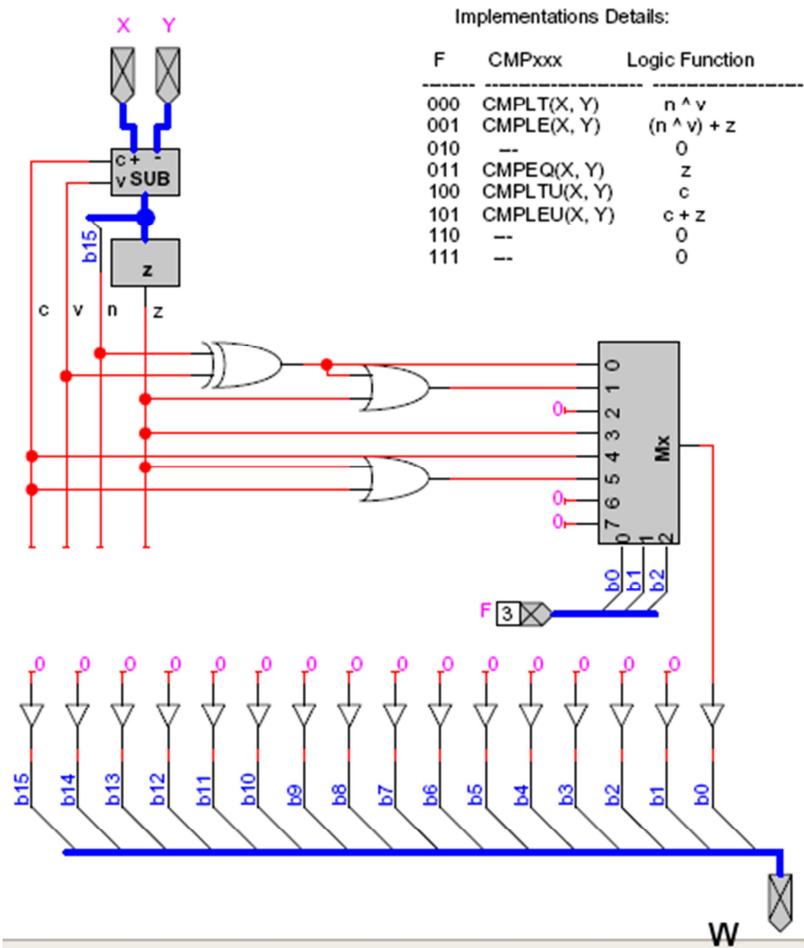 Implementations Details:
F CMPxxx Logic Function
------- ---------------------- ----------------------
000 CMPLT(X, Y) n ^ v
001 CMPLE(X, Y) (n ^ v) + z
010 --- 0
011 CMPEQ(X, Y) z
100 CMPLTU(X, Y) c
101 CMPLEU(X, Y) c + z
110 --- 0
111 --- 0
X Y
c + -
v SUB
b15
z
c v n z
0
1
0 2
3
4
5
0 6
0 7
Mx
0 1 2
b0 b1 b2
F 3
0 0 0 0 0 0 0 0 0 0 0 0 0 0 0
b15 b14 b13 b12 b11 b10 b9 b8 b7 b6 b5 b4 b3 b2 b1 b0
W